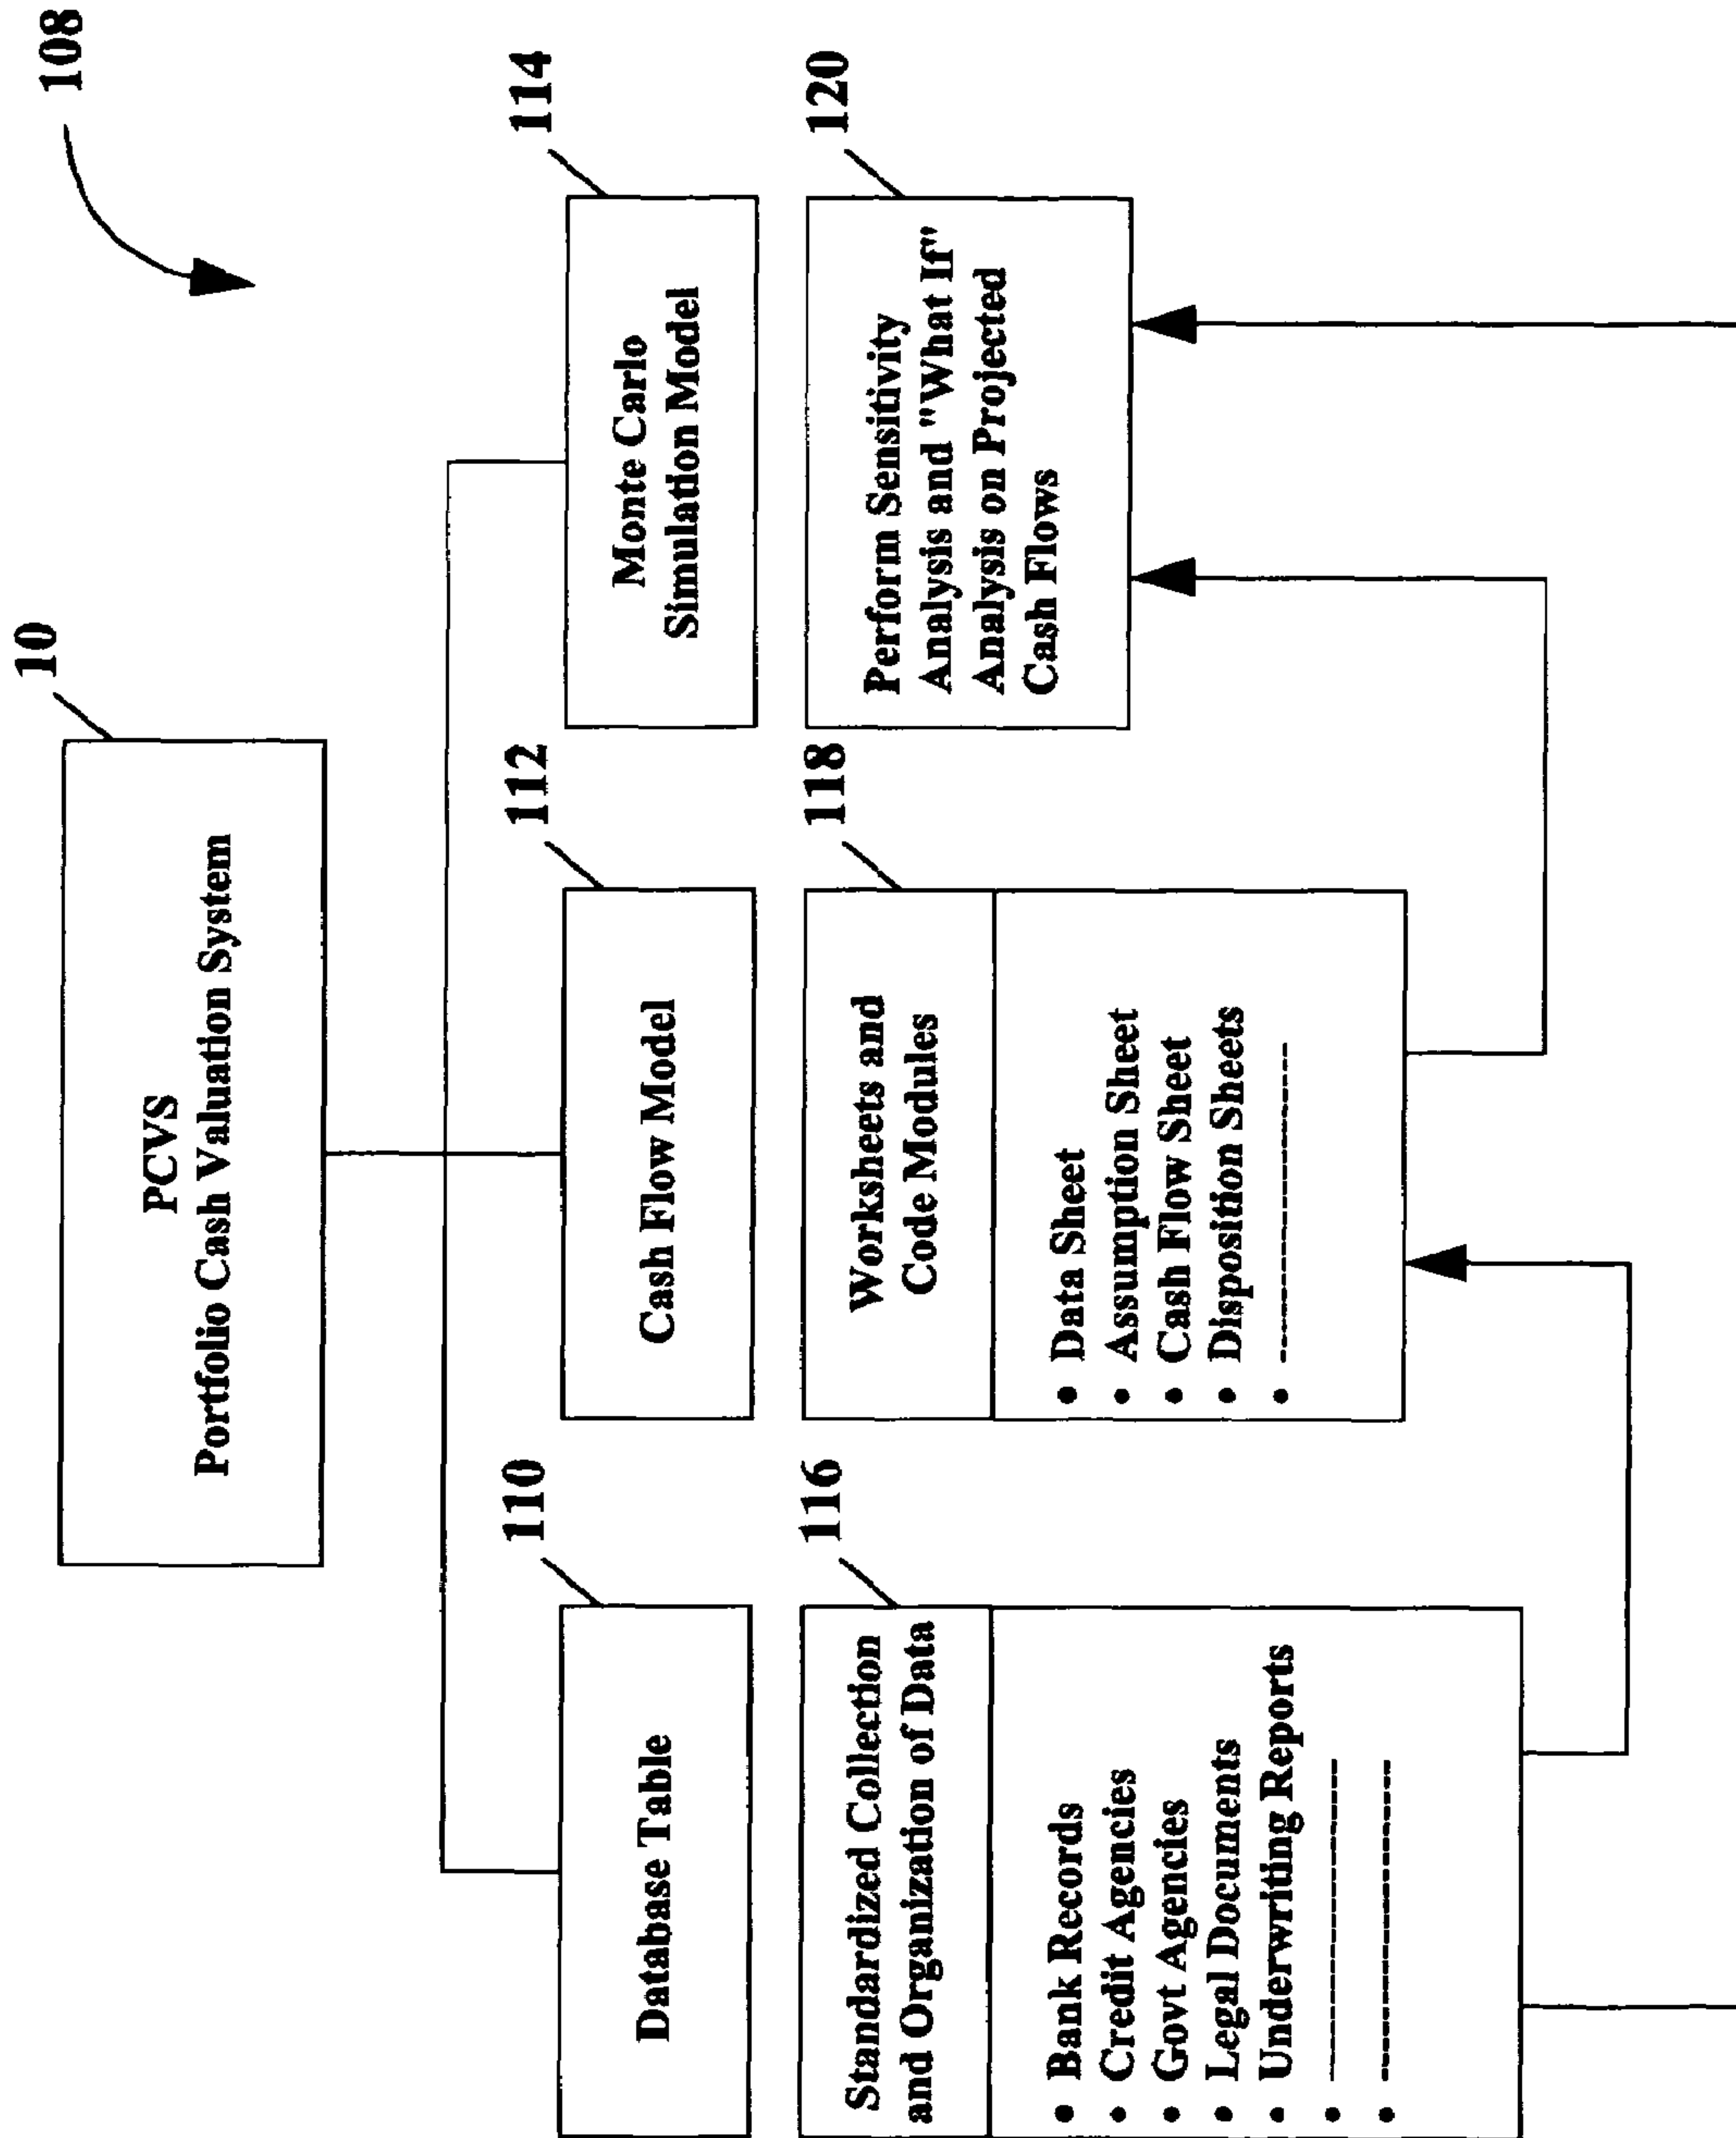 108
10
PCVS
Portfolio Cash Valuation System
110
Database Table
112
Cash Flow Model
114
Monte Carlo
Simulation Model
116
Standardized Collection
and Organization of Data
• Bank Records
• Credit Agencies
• Govt Agencies
• Legal Documents
• Underwriting Reports
• ------------------
• ------------------
118
Worksheets and
Code Modules
• Data Sheet
• Assumption Sheet
• Cash Flow Sheet
• Disposition Sheets
• ------------------
120
Perform Sensitivity
Analysis and "What If"
Analysis on Projected
Cash Flows